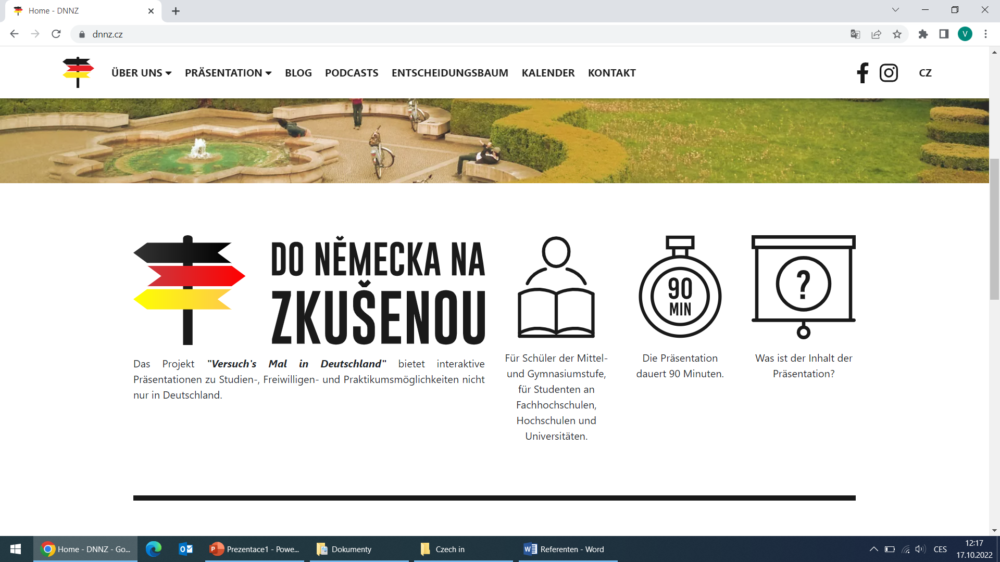 Home - DNNZ
dnnz.cz
V
ÜBER UNS PRÄSENTATION BLOG PODCASTS ENTSCHEIDUNGSBAUM KALENDER KONTAKT CZ
DO NĚMECKA NA
ZKUŠENOU
Das Projekt "Versuch's Mal in Deutschland" bietet interaktive
Präsentationen zu Studien-, Freiwilligen- und Praktikumsmöglichkeiten nicht
nur in Deutschland.
Für Schüler der Mittel-
und Gymnasiumstufe,
für Studenten an
Fachhochschulen,
Hochschulen und
Universitäten.
90
MIN
Die Präsentation
dauert 90 Minuten.
?
Was ist der Inhalt der
Präsentation?
Home - DNNZ - Go... Prezentace1 - Powe... Dokumenty Czech in Referenten - Word CES 12:17
17.10.2022